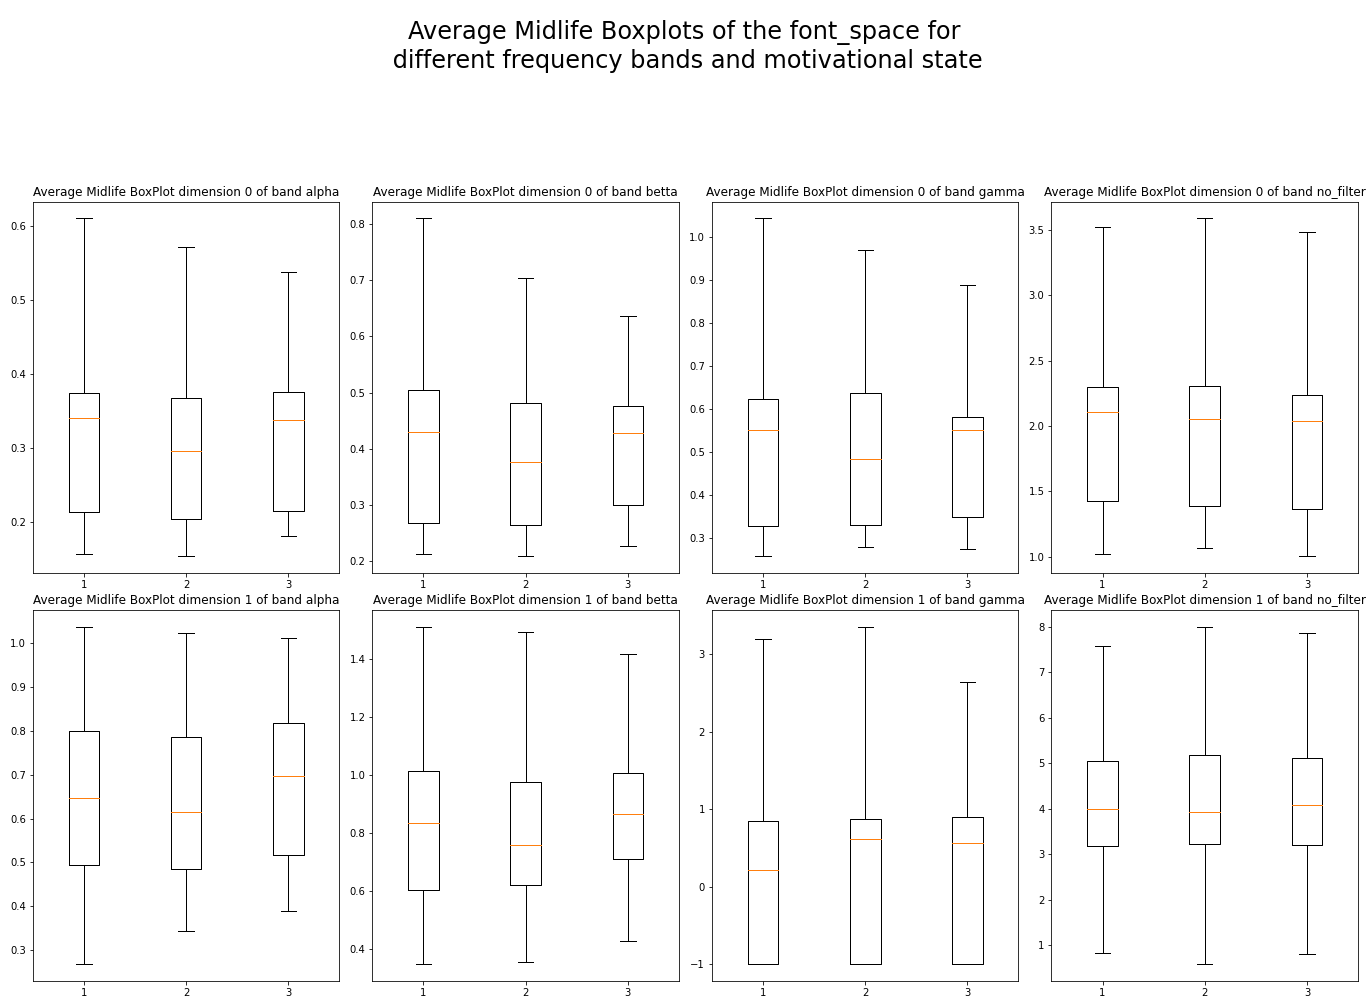 Average Midlife Boxplots of the font_space for
different frequency bands and motivational state
Average Midlife BoxPlot dimension 0 of band alpha
0.6
0.5
0.4
0.3
0.2
1 2 3
Average Midlife BoxPlot dimension 0 of band betta
0.8
0.7
0.6
0.5
0.4
0.3
0.2
1 2 3
Average Midlife BoxPlot dimension 0 of band gamma
1.0
0.9
0.8
0.7
0.6
0.5
0.4
0.3
1 2 3
Average Midlife BoxPlot dimension 0 of band no_filter
3.5
3.0
2.5
2.0
1.5
1.0
1 2 3
Average Midlife BoxPlot dimension 1 of band alpha
1.0
0.9
0.8
0.7
0.6
0.5
0.4
0.3
1 2 3
Average Midlife BoxPlot dimension 1 of band betta
1.4
1.2
1.0
0.8
0.6
0.4
1 2 3
Average Midlife BoxPlot dimension 1 of band gamma
3
2
1
0
−1
1 2 3
Average Midlife BoxPlot dimension 1 of band no_filter
8
7
6
5
4
3
2
1
1 2 3